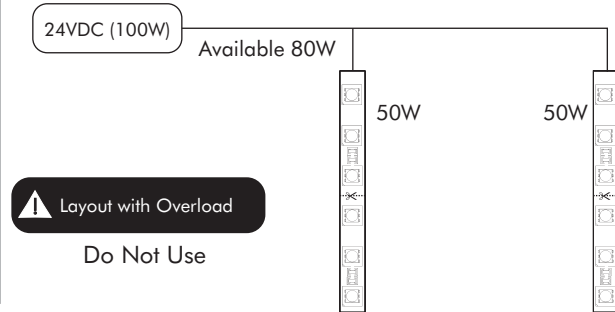 24VDC (100W)
Available 80W
50W
50W
Layout with Overload
Do Not Use